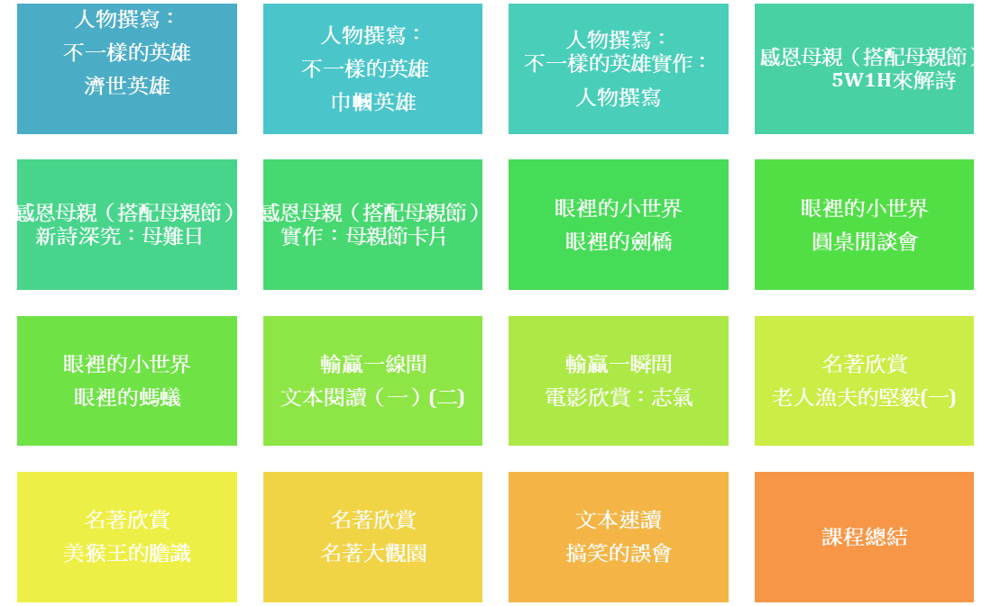 人物撰寫：
不一樣的英雄
濟世英雄
人物撰寫：
不一樣的英雄
巾幗英雄
人物撰寫：
不一樣的英雄實作：
人物撰寫
感恩母親（搭配母親節）
5W1H來解詩
感恩母親（搭配母親節）
新詩深究：母難日
感恩母親（搭配母親節）
實作：母親節卡片
眼裡的小世界
眼裡的劍橋
眼裡的小世界
圓桌閒談會
眼裡的小世界
眼裡的螞蟻
輸贏一線間
文本閱讀（一）(二)
輸贏一瞬間
電影欣賞：志氣
名著欣賞
老人漁夫的堅毅(一)
名著欣賞
美猴王的膽識
名著欣賞
名著大觀園
文本速讀
搞笑的誤會
課程總結